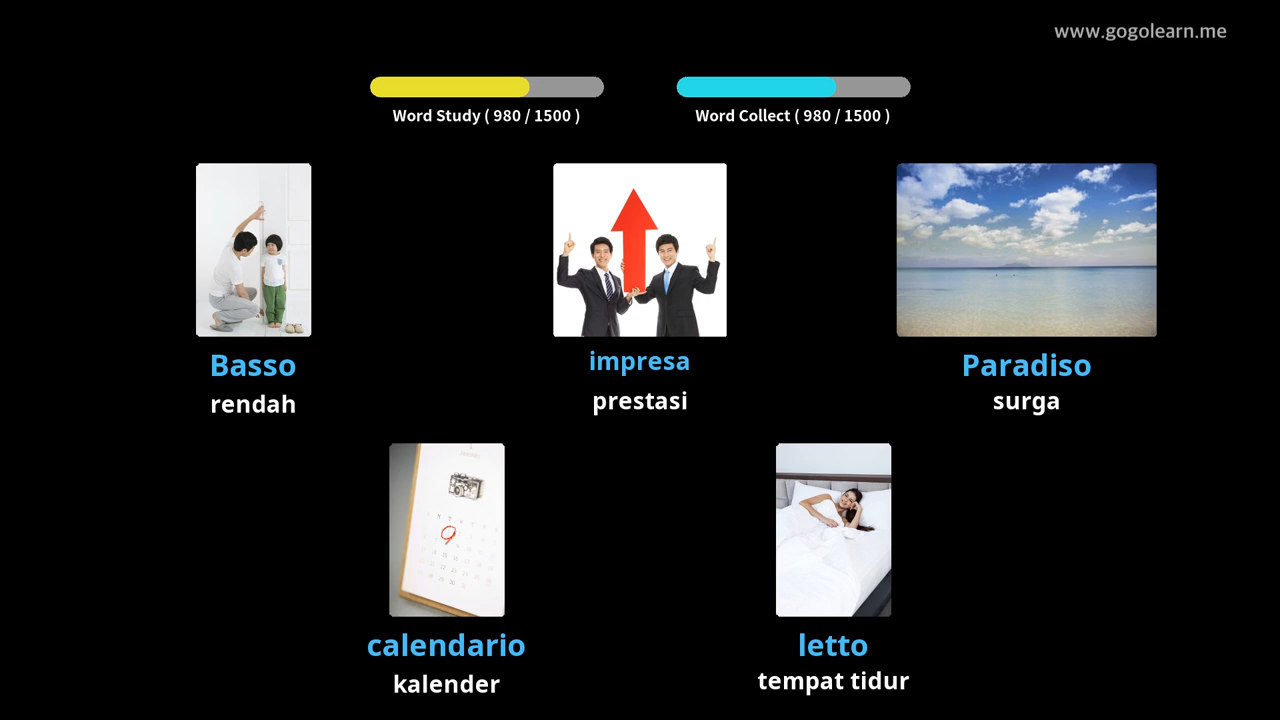 www.gogolearn.me
Word Study ( 980 / 1500 )
Word Collect ( 980 / 1500 )
Basso
rendah
impresa
prestasi
Paradiso
surga
calendario
kalender
letto
tempat tidur